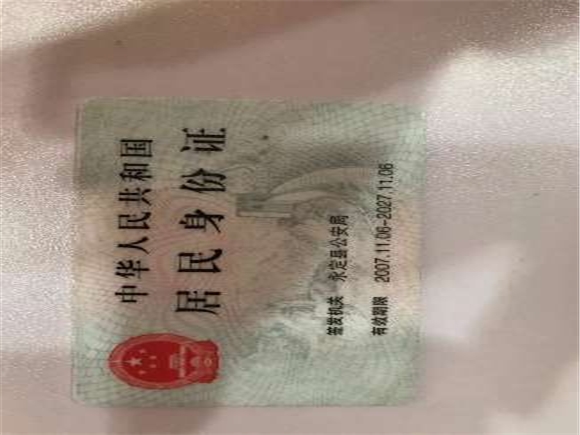 中华人民共和国
居民身份证
签发机关 永定县公安局
有效期限 2007.11.06-2027.11.06